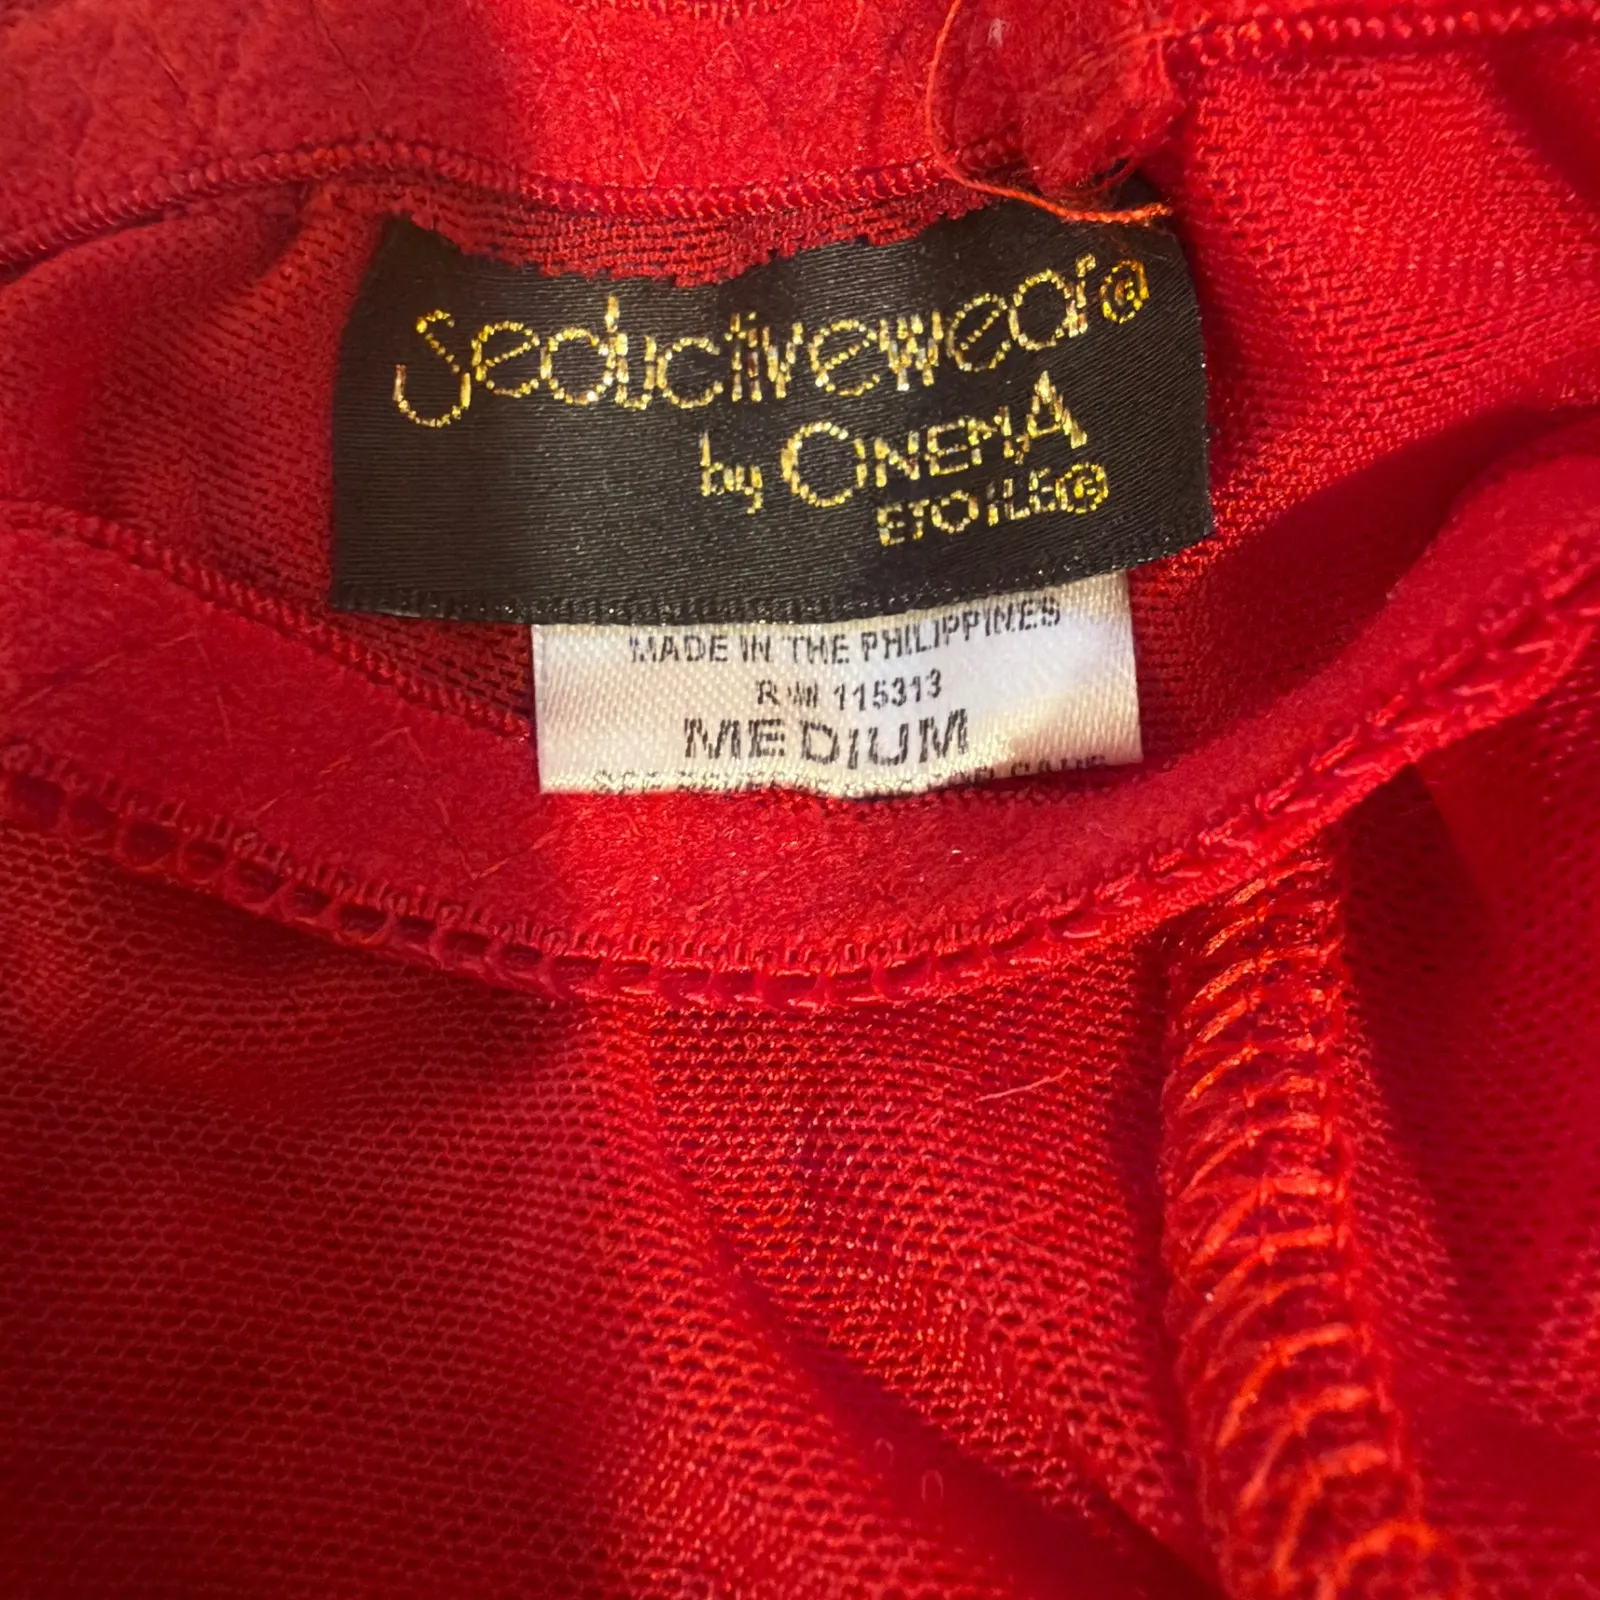 Seductivewear®
by CINEMA
ETOILE®
MADE IN THE PHILIPPINES
RN 115313
MEDIUM